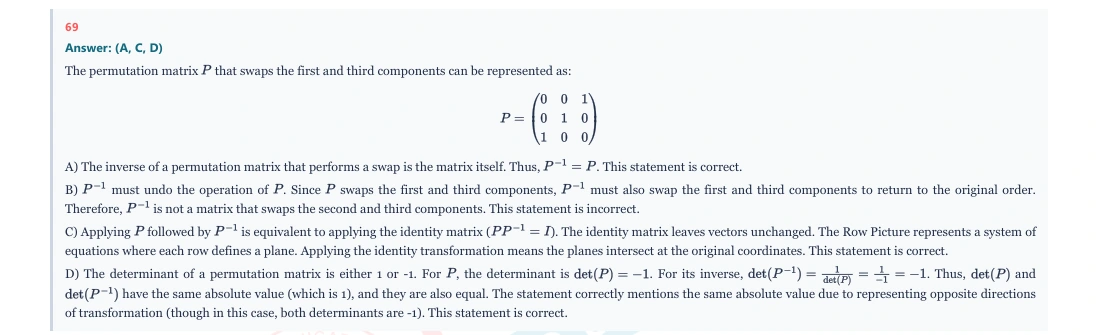 69
Answer: (A, C, D)
The permutation matrix P that swaps the first and third components can be represented as:
P = (0 0 1
0 1 0
1 0 0)
A) The inverse of a permutation matrix that performs a swap is the matrix itself. Thus, P⁻¹ = P. This statement is correct.
B) P⁻¹ must undo the operation of P. Since P swaps the first and third components, P⁻¹ must also swap the first and third components to return to the original order.
Therefore, P⁻¹ is not a matrix that swaps the second and third components. This statement is incorrect.
C) Applying P followed by P⁻¹ is equivalent to applying the identity matrix (PP⁻¹ = I). The identity matrix leaves vectors unchanged. The Row Picture represents a system of
equations where each row defines a plane. Applying the identity transformation means the planes intersect at the original coordinates. This statement is correct.
D) The determinant of a permutation matrix is either 1 or -1. For P, the determinant is det(P) = −1. For its inverse, det(P⁻¹) = 1/det(P) = 1/−1 = −1. Thus, det(P) and
det(P⁻¹) have the same absolute value (which is 1), and they are also equal. The statement correctly mentions the same absolute value due to representing opposite directions
of transformation (though in this case, both determinants are -1). This statement is correct.